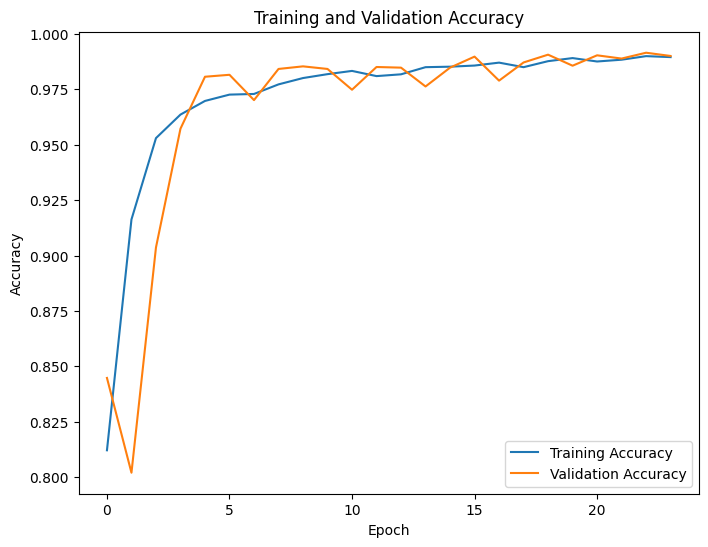 Training and Validation Accuracy
1.000
0.975
0.950
0.925
0.900
0.875
0.850
0.825
0.800
Accuracy
Training Accuracy
Validation Accuracy
0
5
10
15
20
Epoch